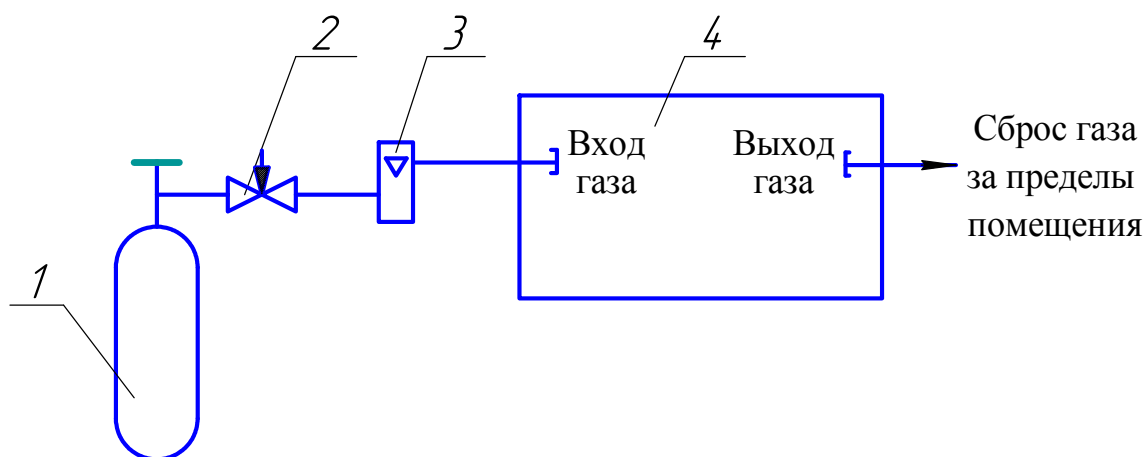 1
2
3
4
Вход
газа
Выход
газа
Сброс газа
за пределы
помещения